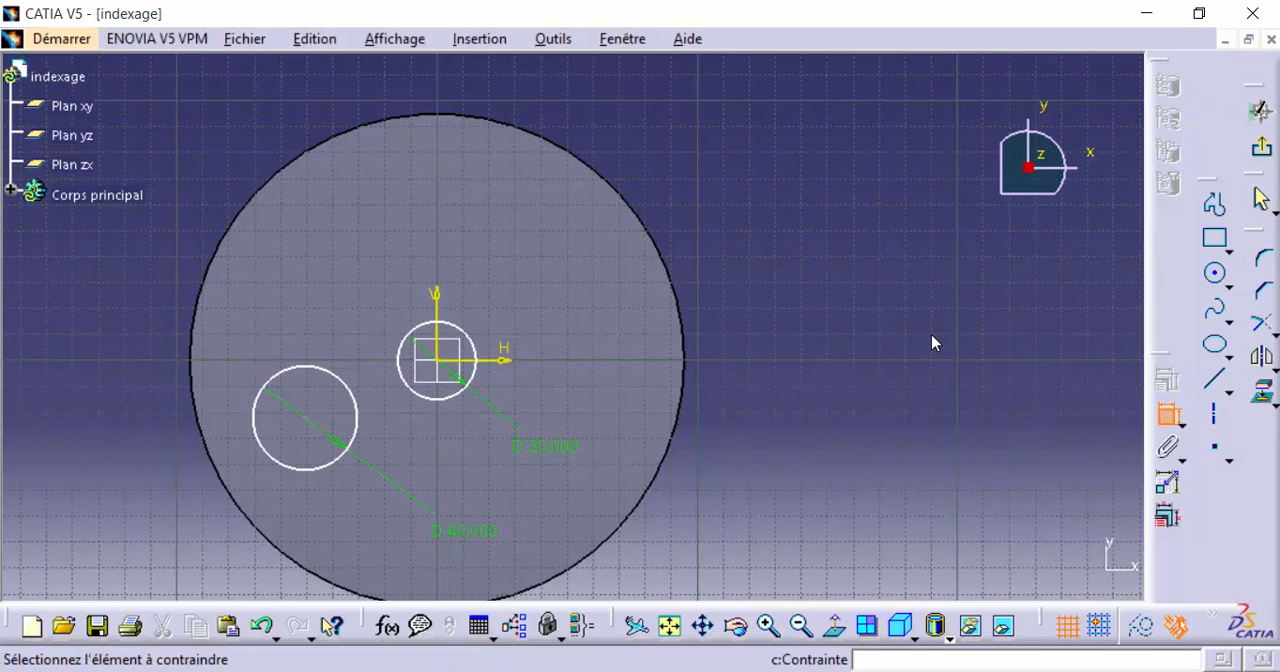 CATIA V5 - [indexage]
Démarrer ENOVIA V5 VPM Fichier Edition Affichage Insertion Outils Fenêtre Aide
indexage
Plan xy
Plan yz
Plan zx
Corps principal
y
z x
V
H
D 30.000
D 40.000
y
x
f(x)
CATIA
Sélectionnez l'élément à contraindre
c:Contrainte